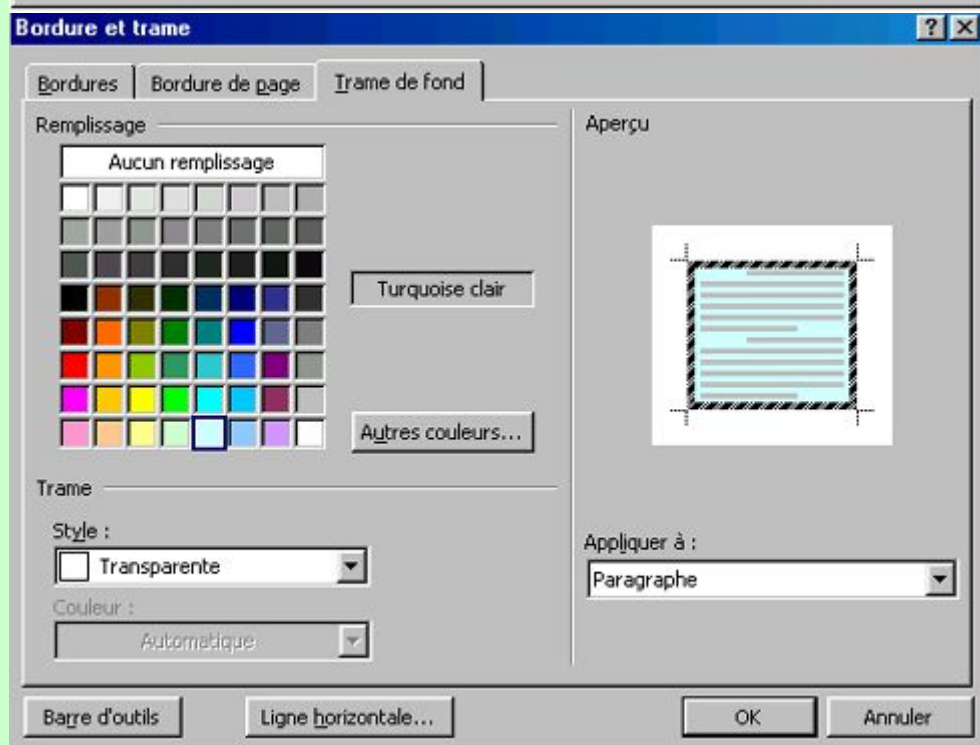 Bordure et trame
Bordures
Bordure de page
Trame de fond
Remplissage
Aucun remplissage
Turquoise clair
Autres couleurs...
Aperçu
Trame
Style :
Transparente
Couleur :
Automatique
Appliquer à :
Paragraphe
Barre d'outils
Ligne horizontale...
OK
Annuler